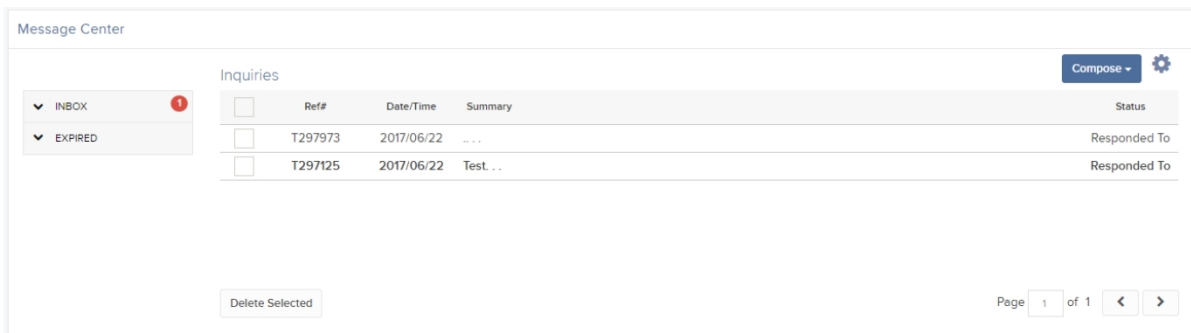 Message Center
Inquiries
Compose
INBOX 1
EXPIRED
Ref# Date/Time Summary Status
T297973 2017/06/22 .. . . Responded To
T297125 2017/06/22 Test. . . Responded To
Delete Selected
Page 1 of 1